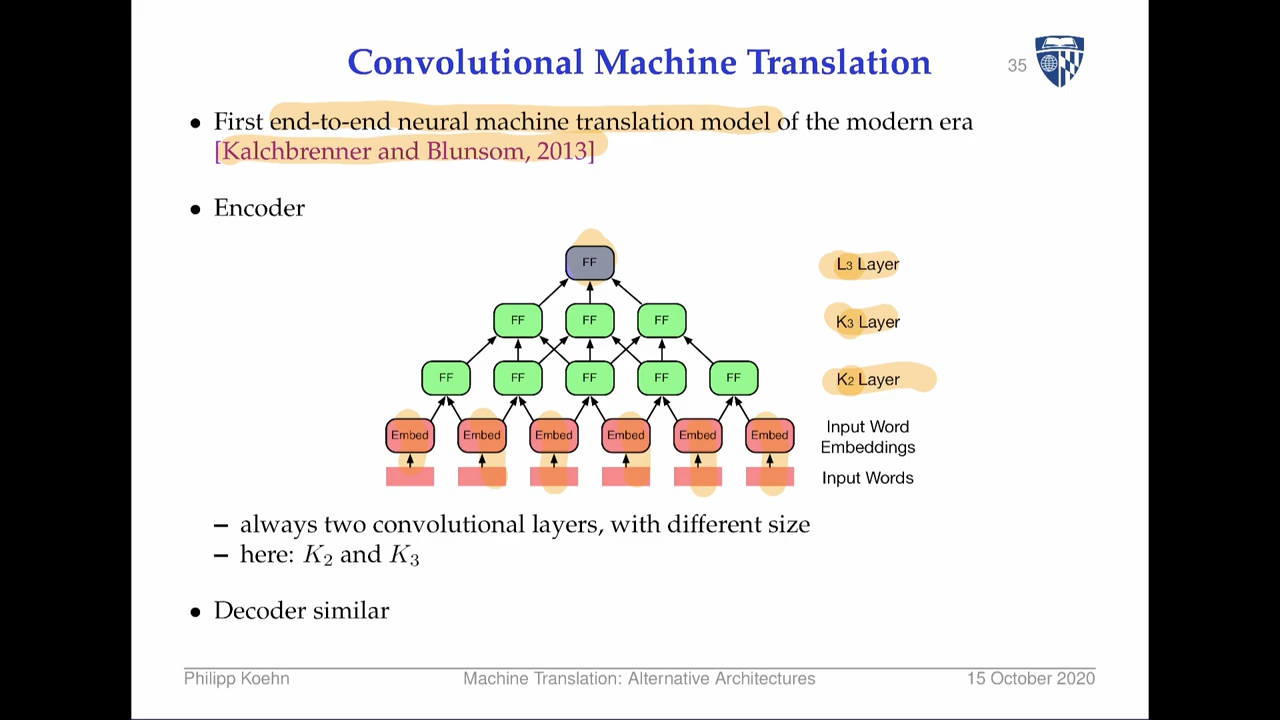 Convolutional Machine Translation
35
• First end-to-end neural machine translation model of the modern era
[Kalchbrenner and Blunsom, 2013]
• Encoder
FF
L3 Layer
FF FF FF
K3 Layer
FF FF FF FF FF
K2 Layer
Embed Embed Embed Embed Embed Embed
Input Word
Embeddings
Input Words
– always two convolutional layers, with different size
– here: K2 and K3
• Decoder similar
Philipp Koehn
Machine Translation: Alternative Architectures
15 October 2020